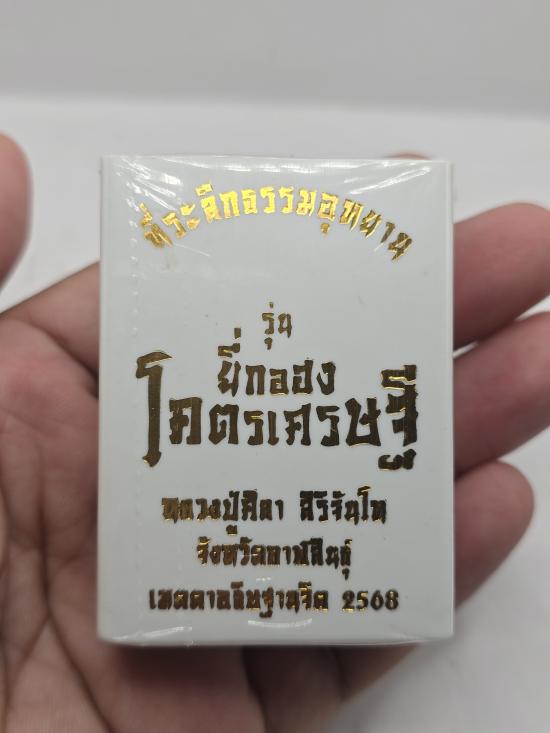 ที่ระลึกธรรมอุทยาน
รุ่น
ยี่กอฮง
โคตรเศรษฐี
หลวงปู่ศิลา สิริจันโท
จังหวัดกาฬสินธุ์
เมตตาอธิษฐานจิต 2568